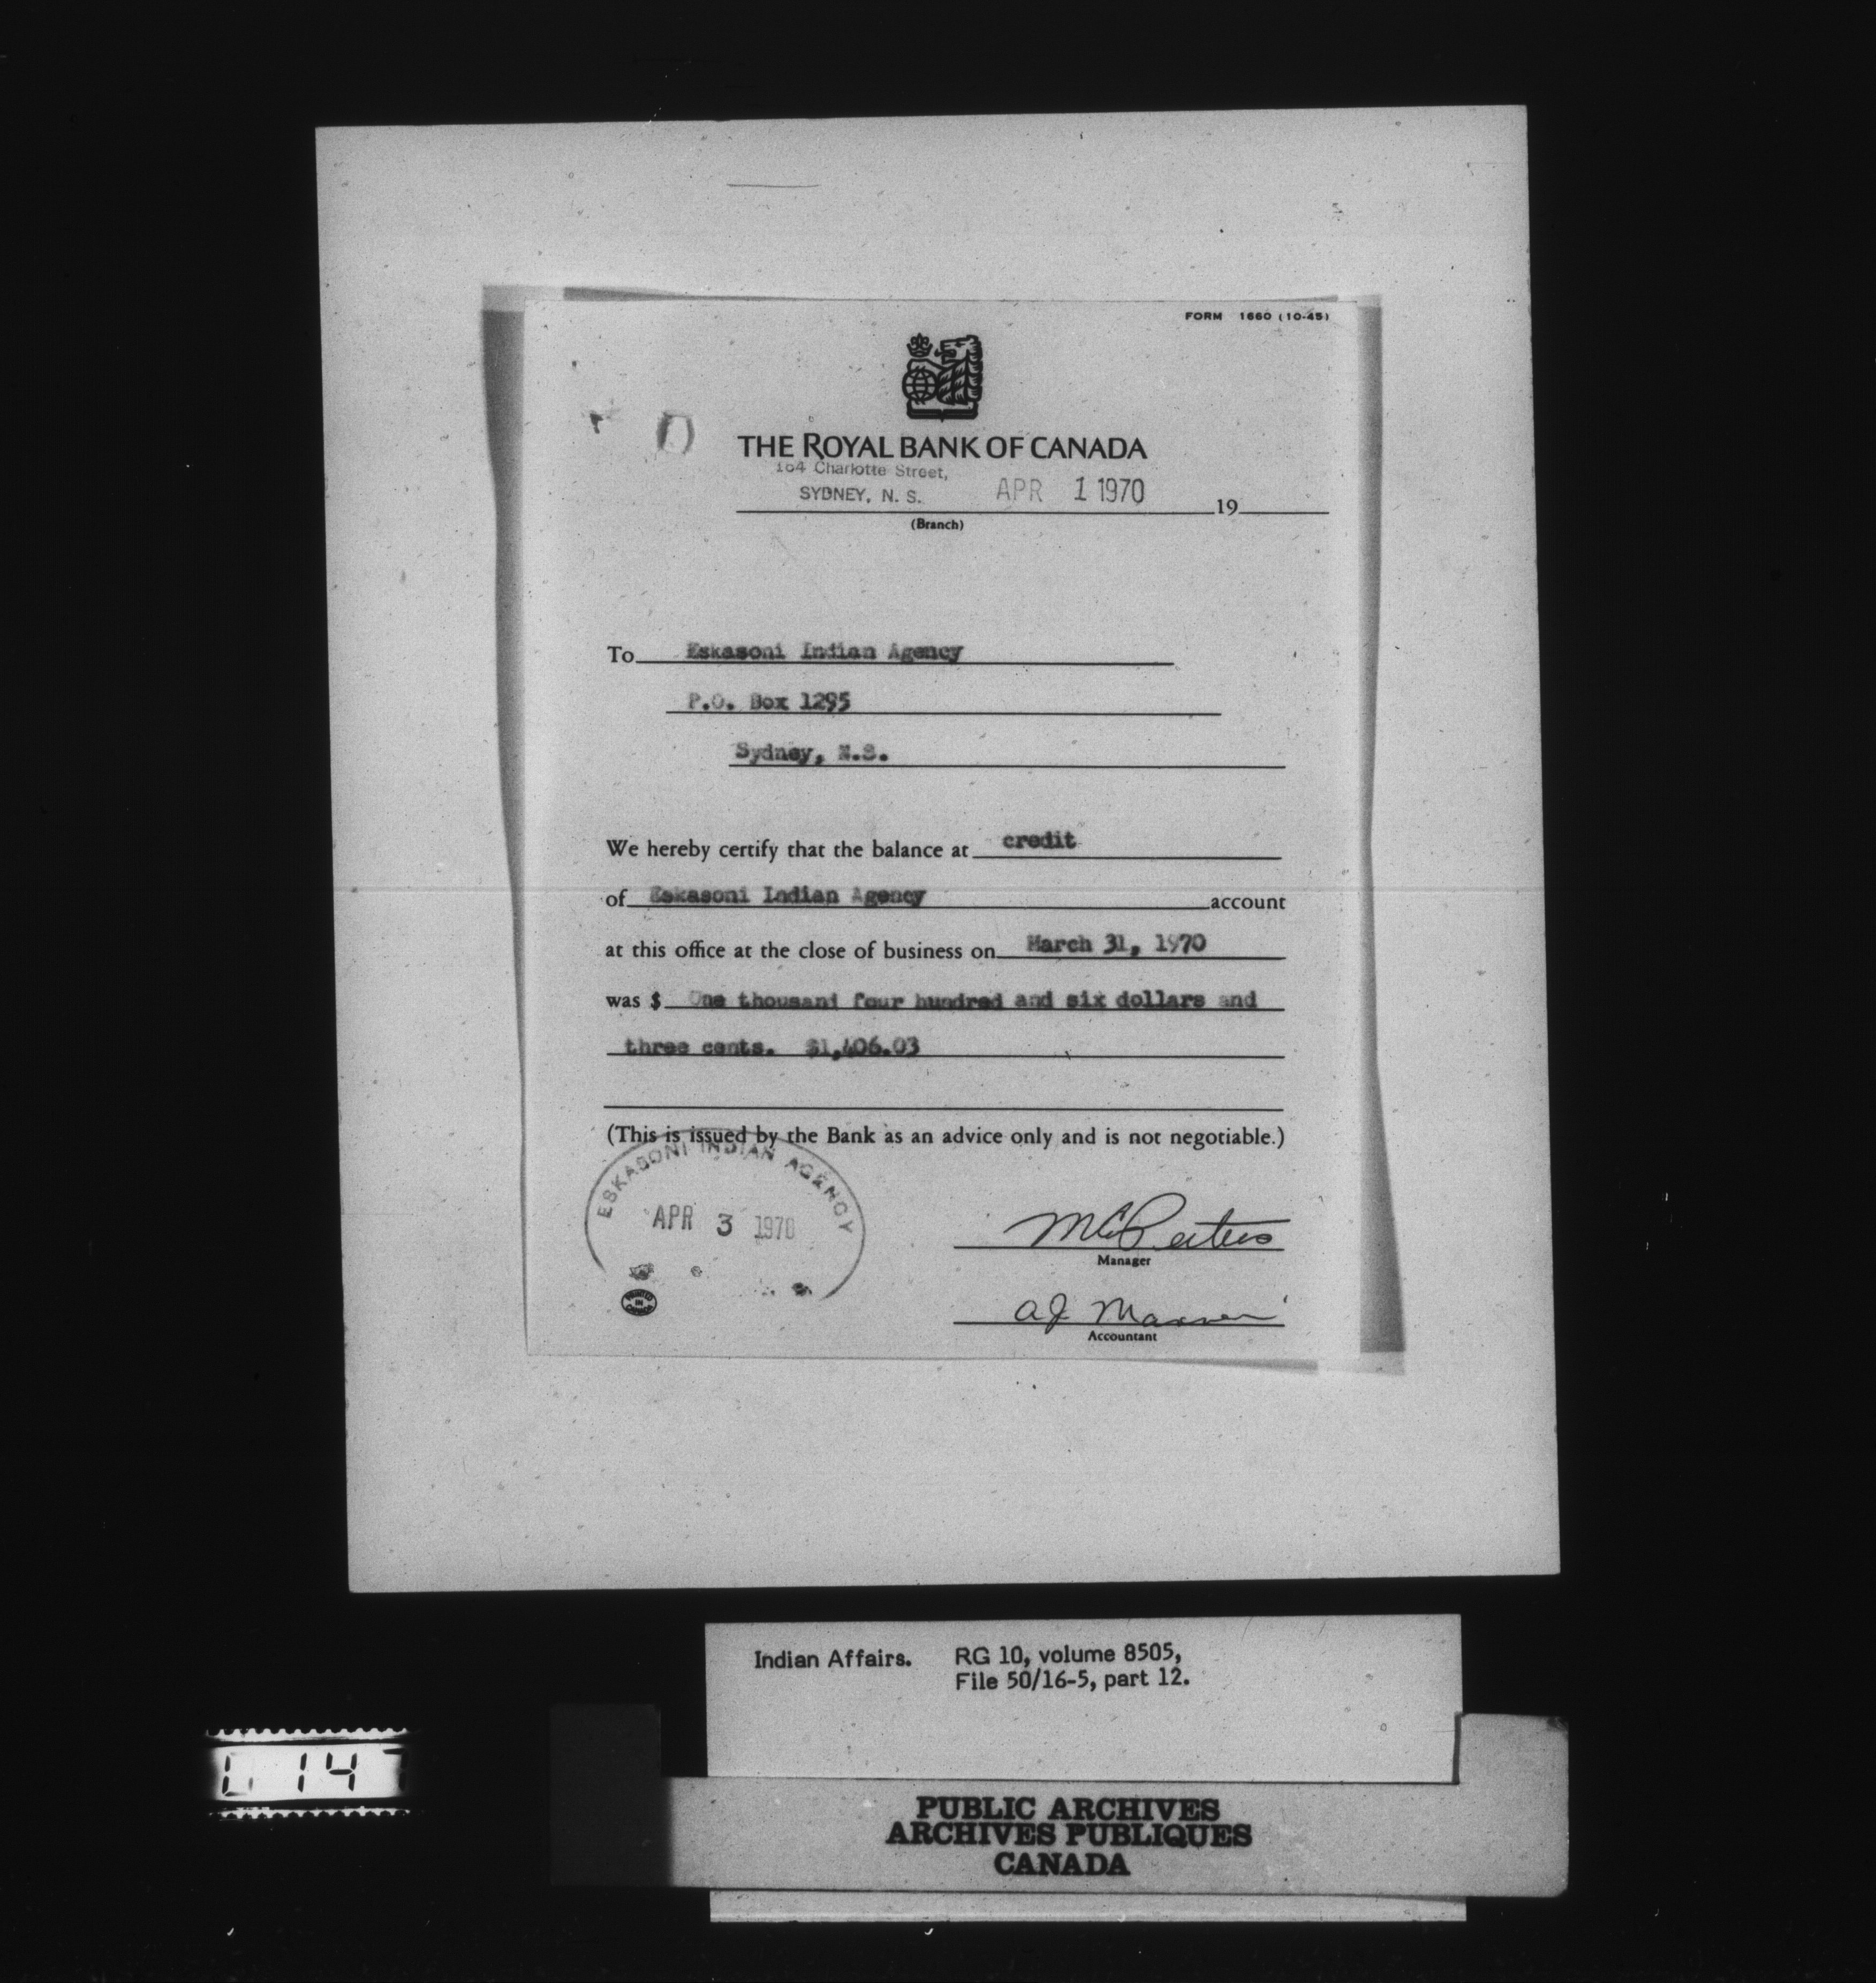 FORM 1660 (10-45)
THE ROYAL BANK OF CANADA
164 Charlotte Street,
SYDNEY, N. S. APR 1 1970 19
(Branch)
To Eskasoni Indian Agency
P.O. Box 1295
Sydney, N.S.
We hereby certify that the balance at credit
of Eskasoni Indian Agency account
at this office at the close of business on March 31, 1970
was $ One thousand four hundred and six dollars and
three cents. $1,406.03
(This is issued by the Bank as an advice only and is not negotiable.)
ESKASONI INDIAN AGENCY
APR 3 1970
Manager
PRINTED
IN
CANADA
A J
Accountant
Indian Affairs. RG 10, volume 8505,
File 50/16-5, part 12.
14
PUBLIC ARCHIVES
ARCHIVES PUBLIQUES
CANADA